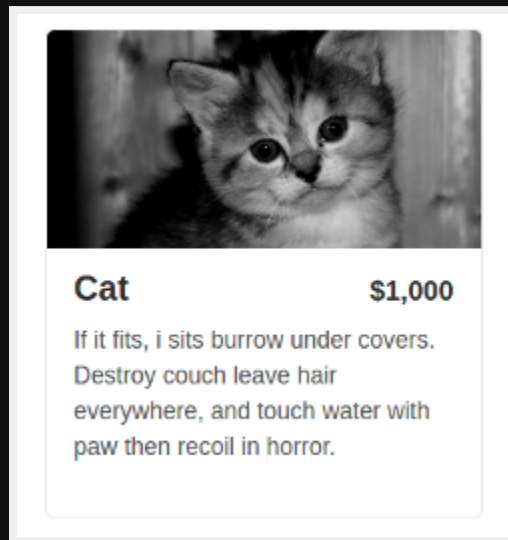 Cat
$1,000
If it fits, i sits burrow under covers.
Destroy couch leave hair
everywhere, and touch water with
paw then recoil in horror.